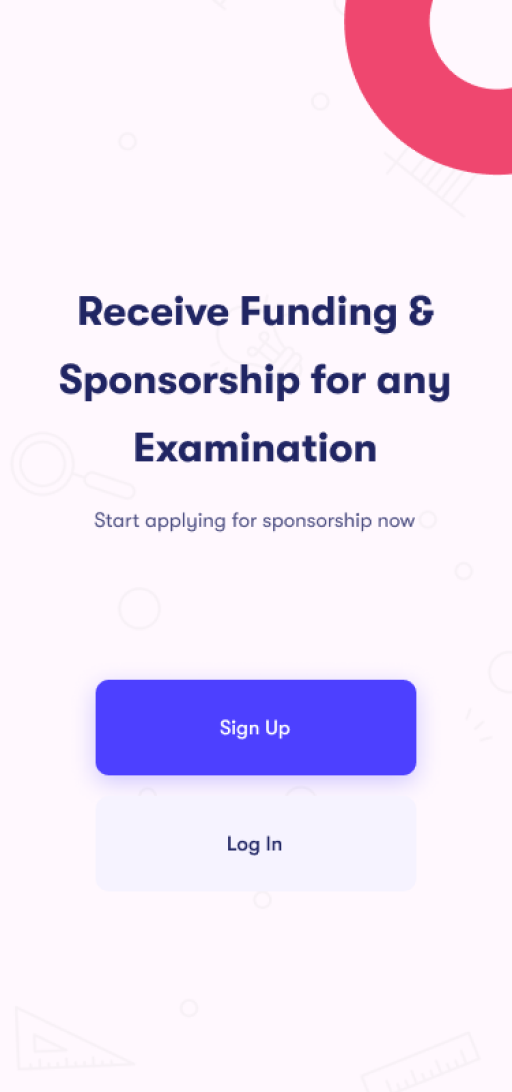 Receive Funding &
Sponsorship for any
Examination
Start applying for sponsorship now
Sign Up
Log In